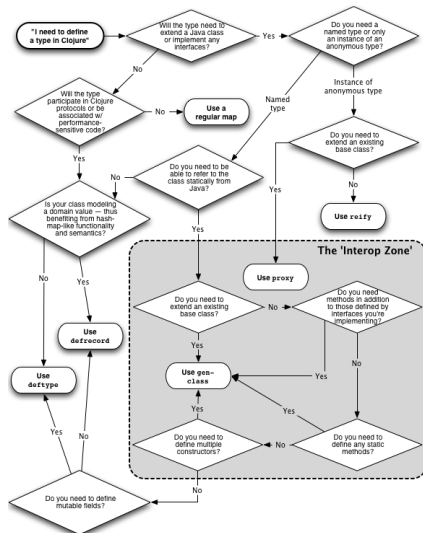 "I need to define
a type in Clojure"
Will the type need to
extend a Java class
or implement any
interfaces?
Yes
Do you need a
named type or only
an instance of an
anonymous type?
No
Instance of
anonymous type
Named
type
Will the type
participate in Clojure
protocols or be
associated w/
performance-
sensitive code?
No
Use a
regular map
Do you need to
extend an existing
base class?
Yes
Yes
No
Do you need to be
able to refer to the
class statically from
Java?
No
Use reify
Is your class modeling
a domain value — thus
benefiting from hash-
map-like functionality
and semantics?
Yes
The 'Interop Zone'
Use proxy
No
Yes
Do you need to
extend an existing
base class?
No
Do you need
methods in addition
to those defined by
interfaces you're
implementing?
Use
defrecord
Yes
Yes
No
Use
deftype
Use gen-
class
Yes
No
Yes
Yes
Do you need to
define multiple
constructors?
No
Do you need to
define any static
methods?
No
Do you need to define
mutable fields?